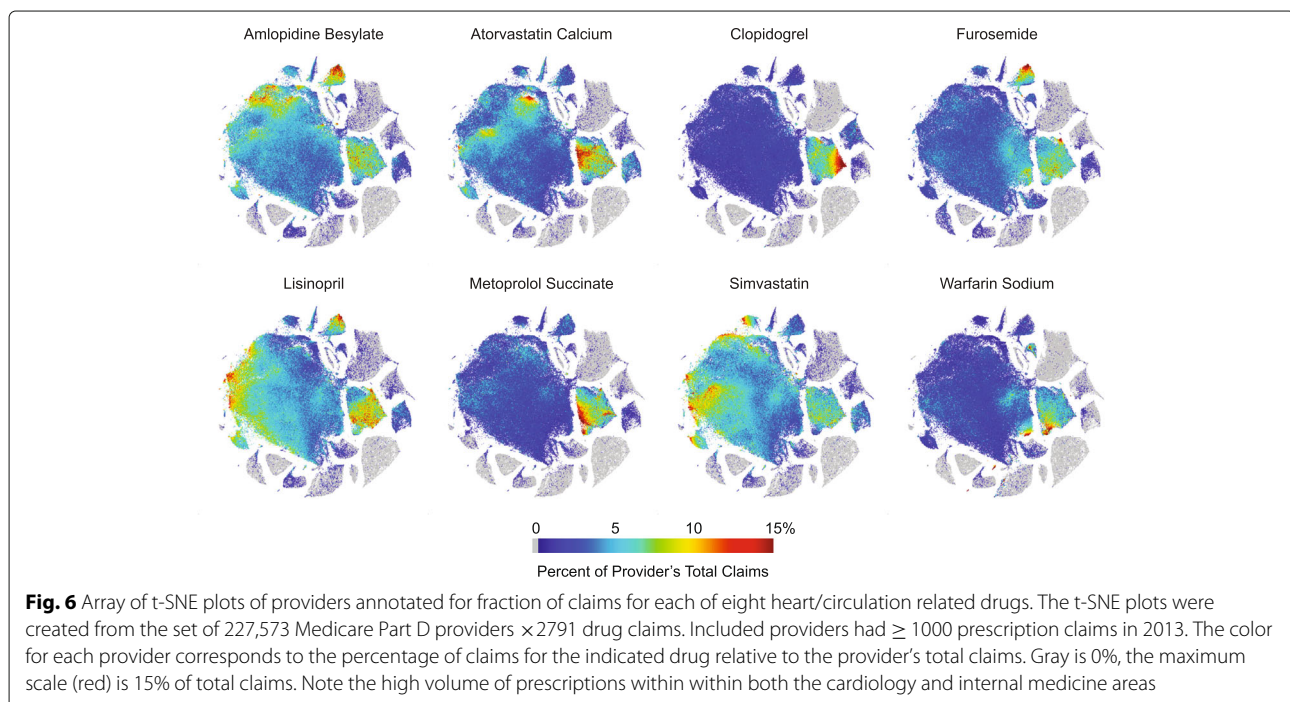 Amlopidine Besylate
Atorvastatin Calcium
Clopidogrel
Furosemide
Lisinopril
Metoprolol Succinate
Simvastatin
Warfarin Sodium
0 5 10 15%
Percent of Provider's Total Claims
Fig. 6 Array of t-SNE plots of providers annotated for fraction of claims for each of eight heart/circulation related drugs. The t-SNE plots were
created from the set of 227,573 Medicare Part D providers ×2791 drug claims. Included providers had ≥ 1000 prescription claims in 2013. The color
for each provider corresponds to the percentage of claims for the indicated drug relative to the provider's total claims. Gray is 0%, the maximum
scale (red) is 15% of total claims. Note the high volume of prescriptions within within both the cardiology and internal medicine areas